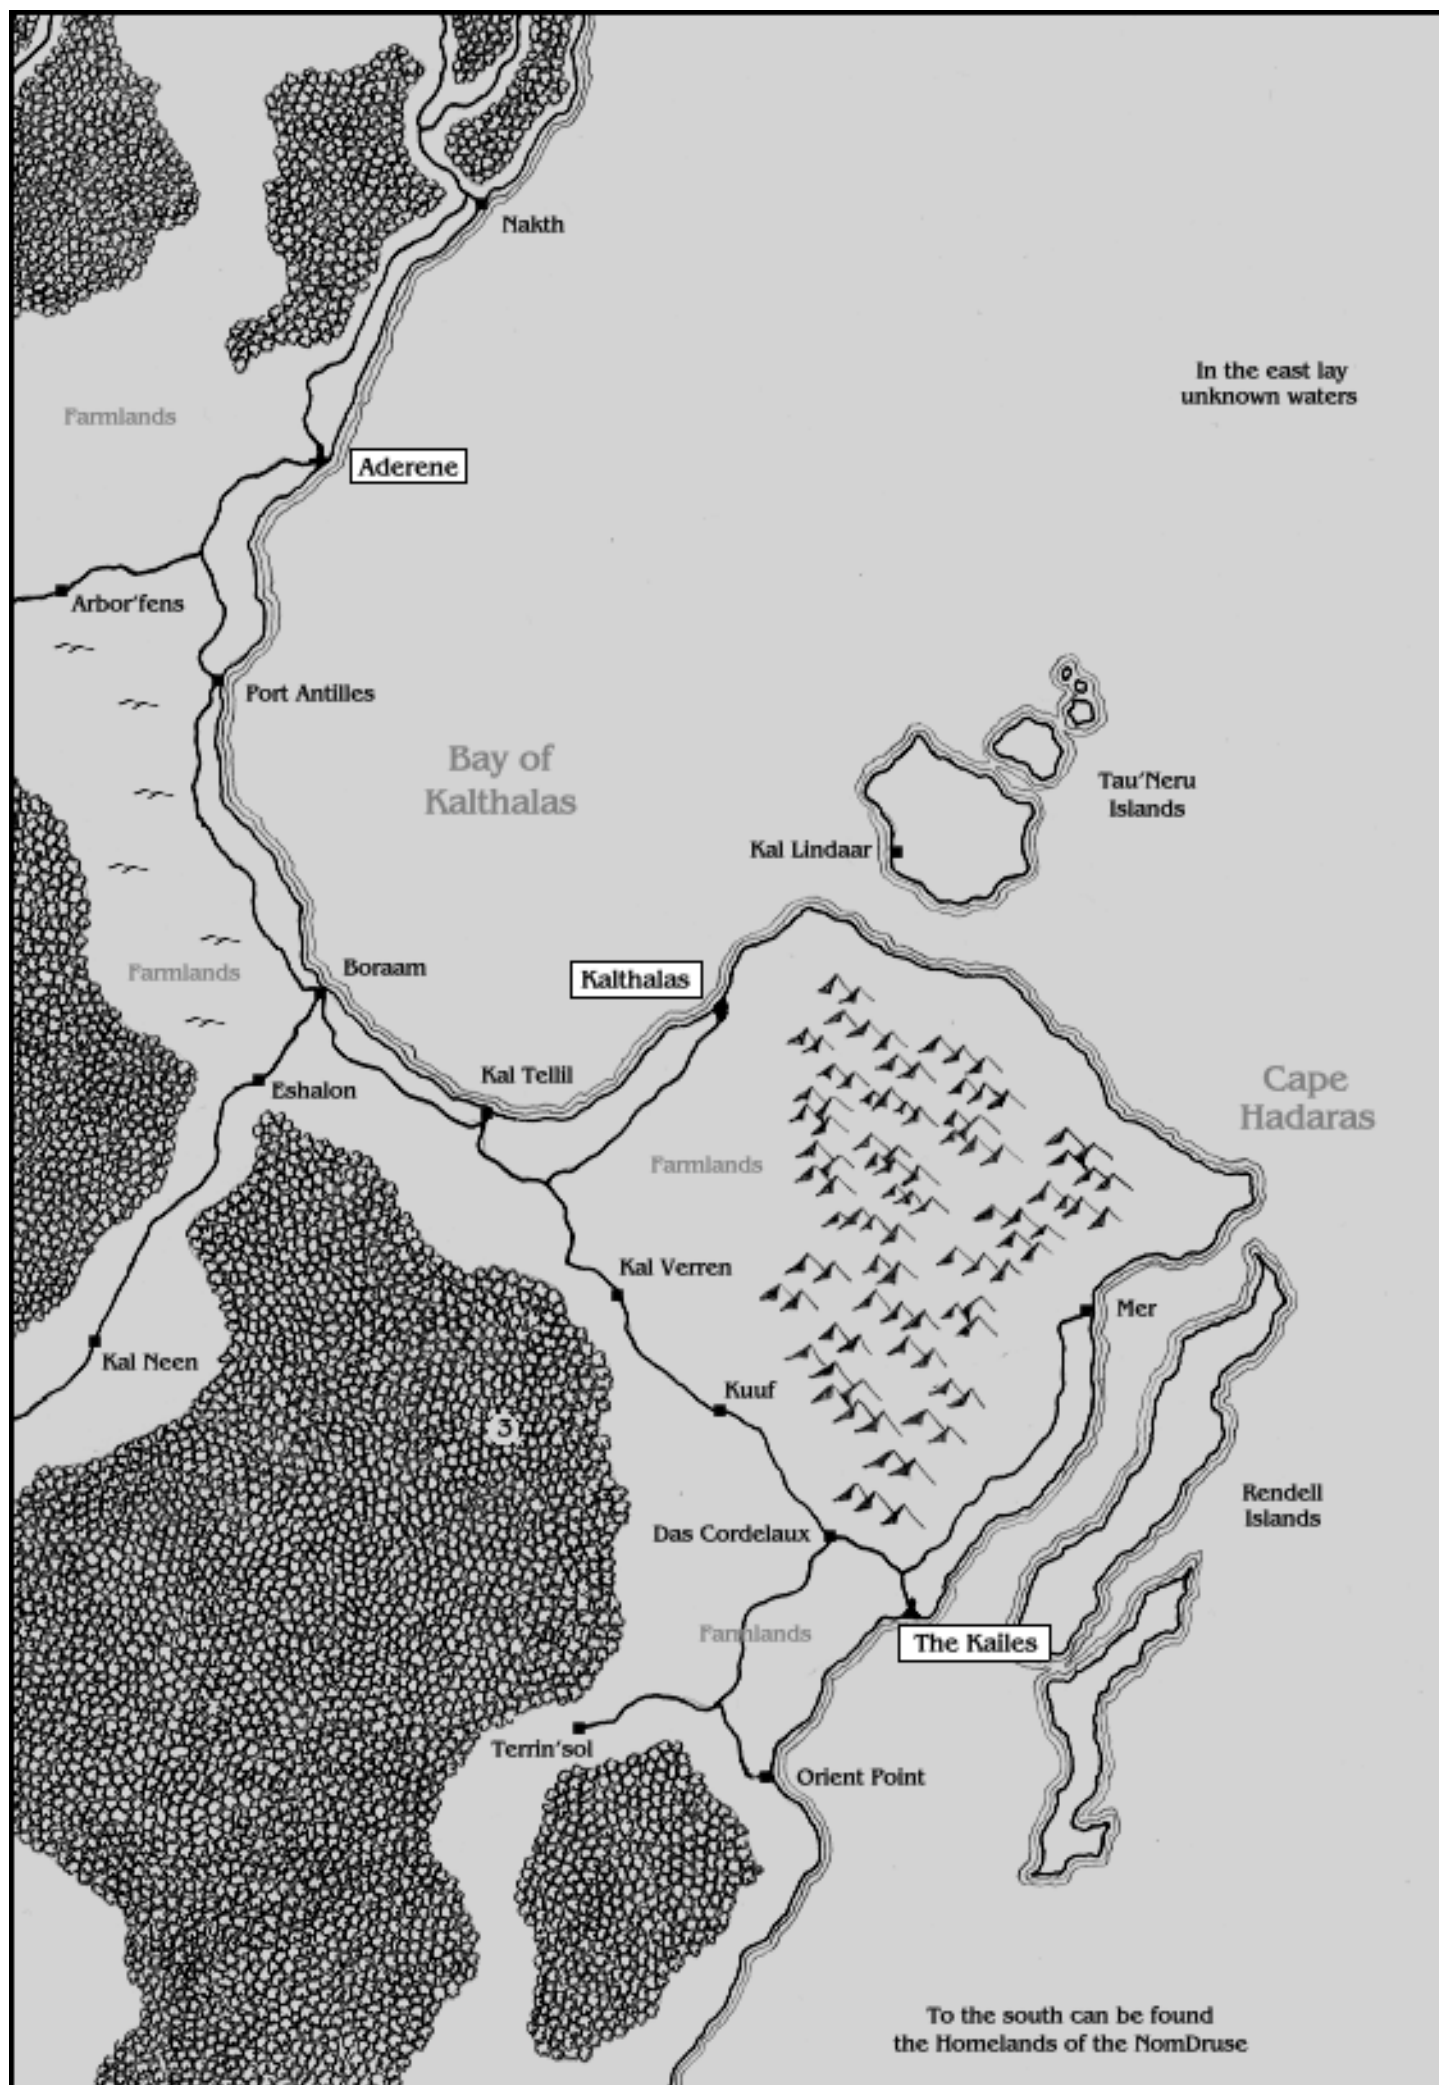 Nakth
In the east lay
unknown waters
Farmlands
Aderene
Arbor'fens
Port Antilles
Bay of
Kalthalas
Tau'Neru
Islands
Kal Lindaar
Boraam
Farmlands
Kalthalas
Kal Tellil
Eshalon
Cape
Hadaras
Farmlands
Kal Verren
Mer
Kal Neen
Kuuf
3
Rendell
Islands
Das Cordelaux
Farmlands
The Kailes
Terrin'sol
Orient Point
To the south can be found
the Homelands of the NomDruse